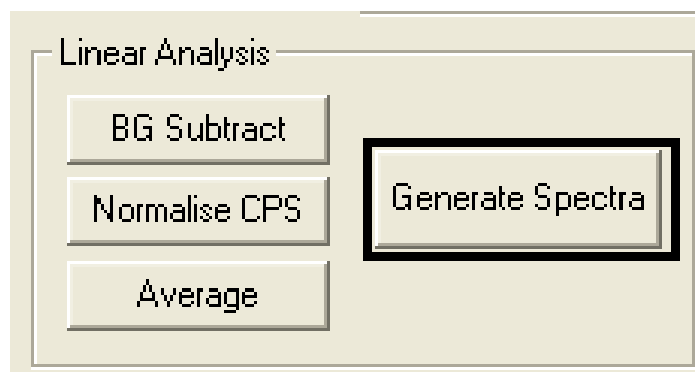 Linear Analysis
BG Subtract
Normalise CPS
Generate Spectra
Average